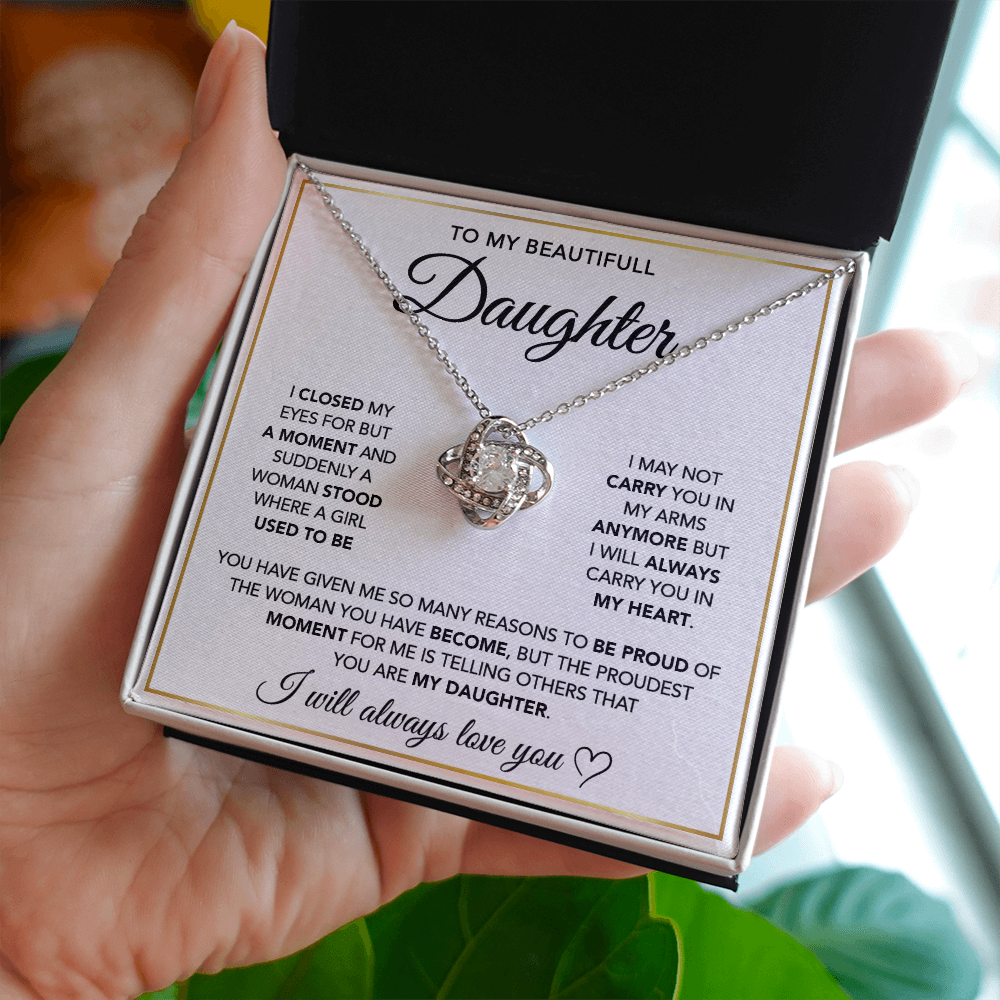 TO MY BEAUTIFULL
Daughter
I CLOSED MY
EYES FOR BUT
A MOMENT AND
SUDDENLY A
WOMAN STOOD
WHERE A GIRL
USED TO BE
I MAY NOT
CARRY YOU IN
MY ARMS
ANYMORE BUT
I WILL ALWAYS
CARRY YOU IN
MY HEART.
YOU HAVE GIVEN ME SO MANY REASONS TO BE PROUD OF
THE WOMAN YOU HAVE BECOME, BUT THE PROUDEST
MOMENT FOR ME IS TELLING OTHERS THAT
YOU ARE MY DAUGHTER.
I will always love you ♡